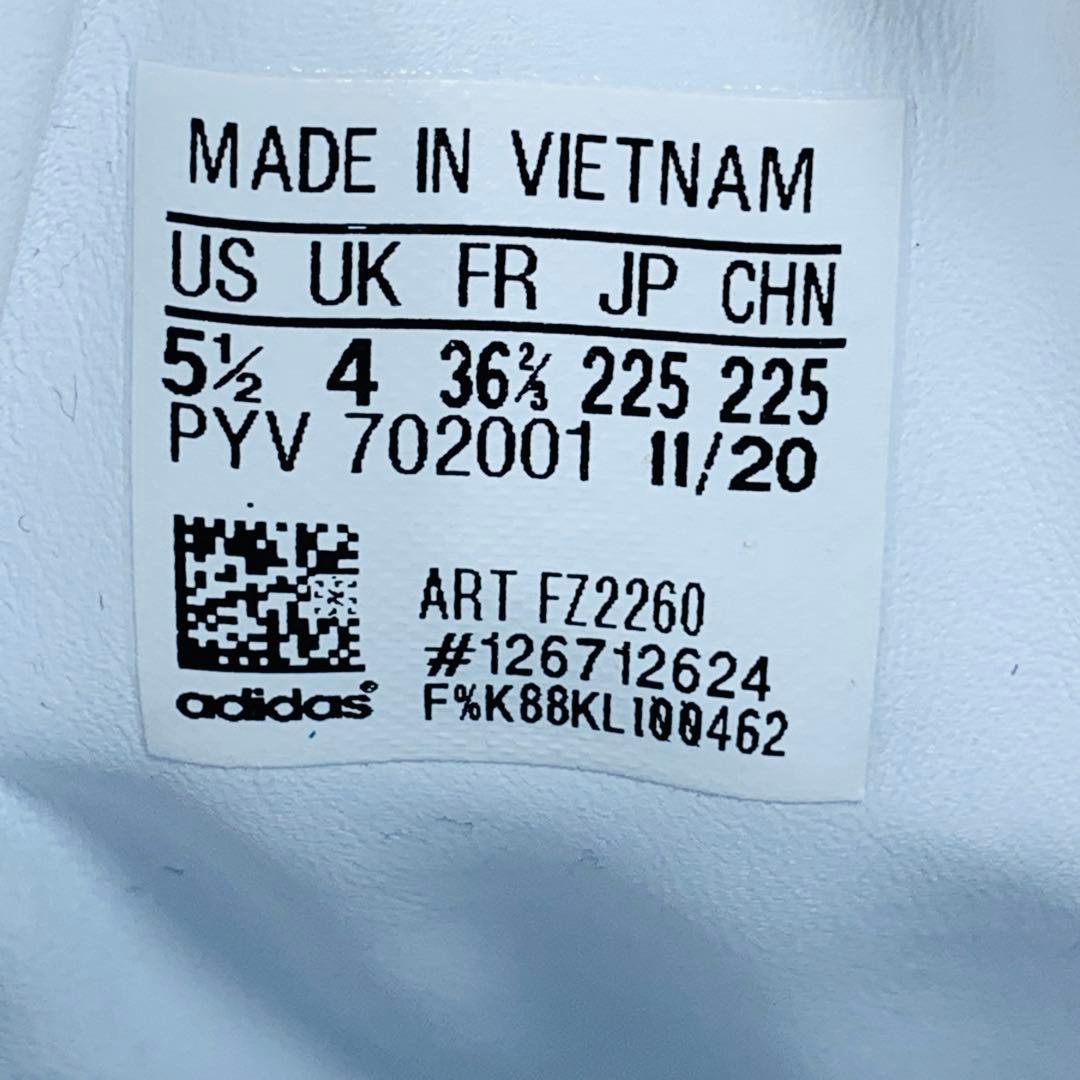 MADE IN VIETNAM
US UK FR JP CHN
5½ 4 36⅔ 225 225
PYV 702001 11/20
ART FZ2260
#126712624
F%K88KL100462
adidas®